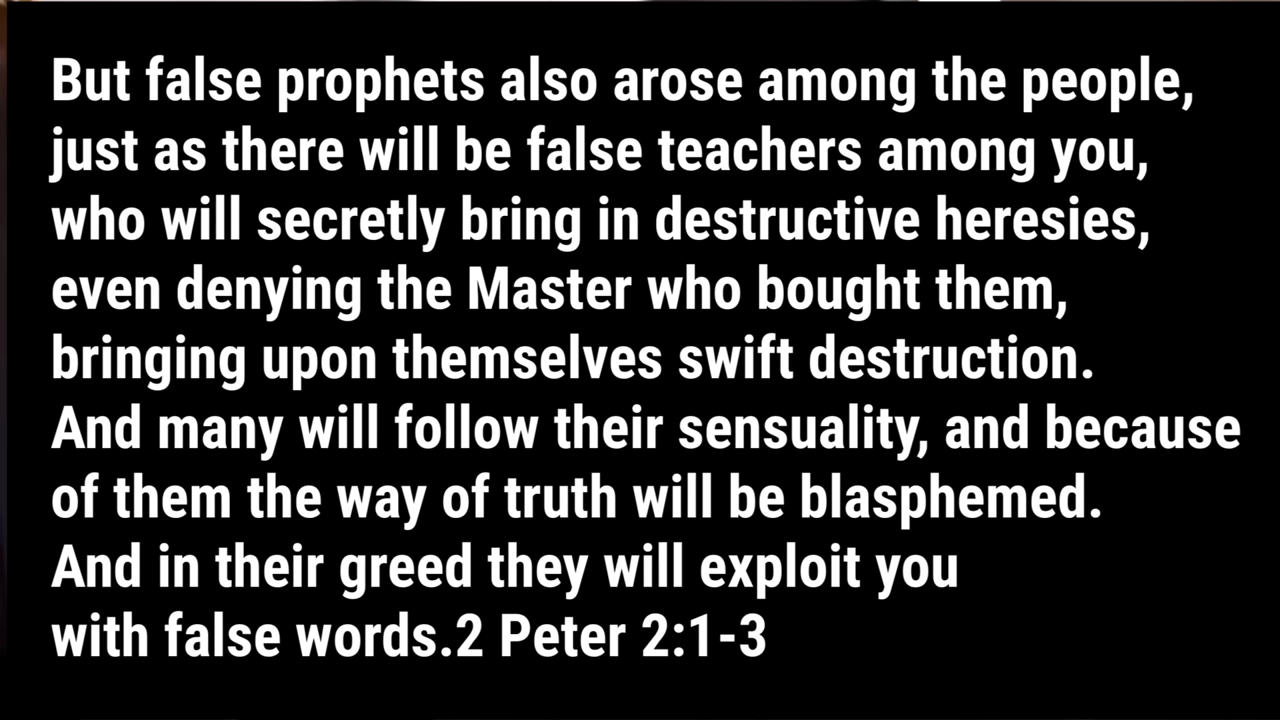 But false prophets also arose among the people,
just as there will be false teachers among you,
who will secretly bring in destructive heresies,
even denying the Master who bought them,
bringing upon themselves swift destruction.
And many will follow their sensuality, and because
of them the way of truth will be blasphemed.
And in their greed they will exploit you
with false words.2 Peter 2:1-3